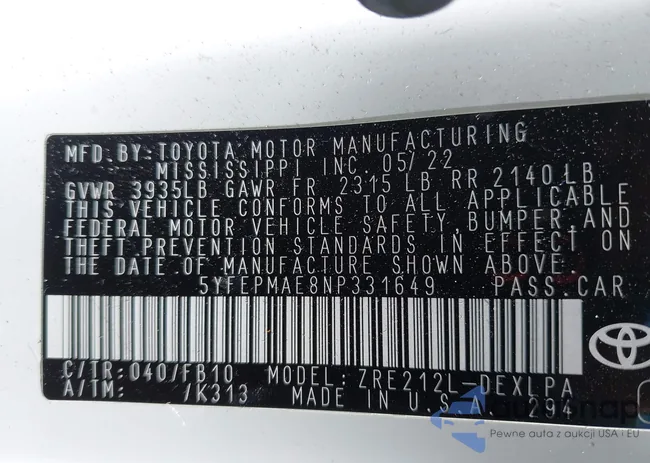 MFD.BY:TOYOTA MOTOR MANUFACTURING
MISSISSIPPI INC. 05/22
GVWR 3935LB GAWR FR 2315 LB RR 2140 LB
THIS VEHICLE CONFORMS TO ALL APPLICABLE
FEDERAL MOTOR VEHICLE SAFETY,BUMPER,AND
THEFT PREVENTION STANDARDS IN EFFECT ON
THE DATE OF MANUFACTURE SHOWN ABOVE.
5YFEPMAE8NP331649 PASS.CAR
C/TR: 040/FB10 MODEL: ZRE212L-DEXLPA
A/TM: /K313 MADE IN U.S.A. 294
autosnap
Pewne auta z aukcji USA i EU